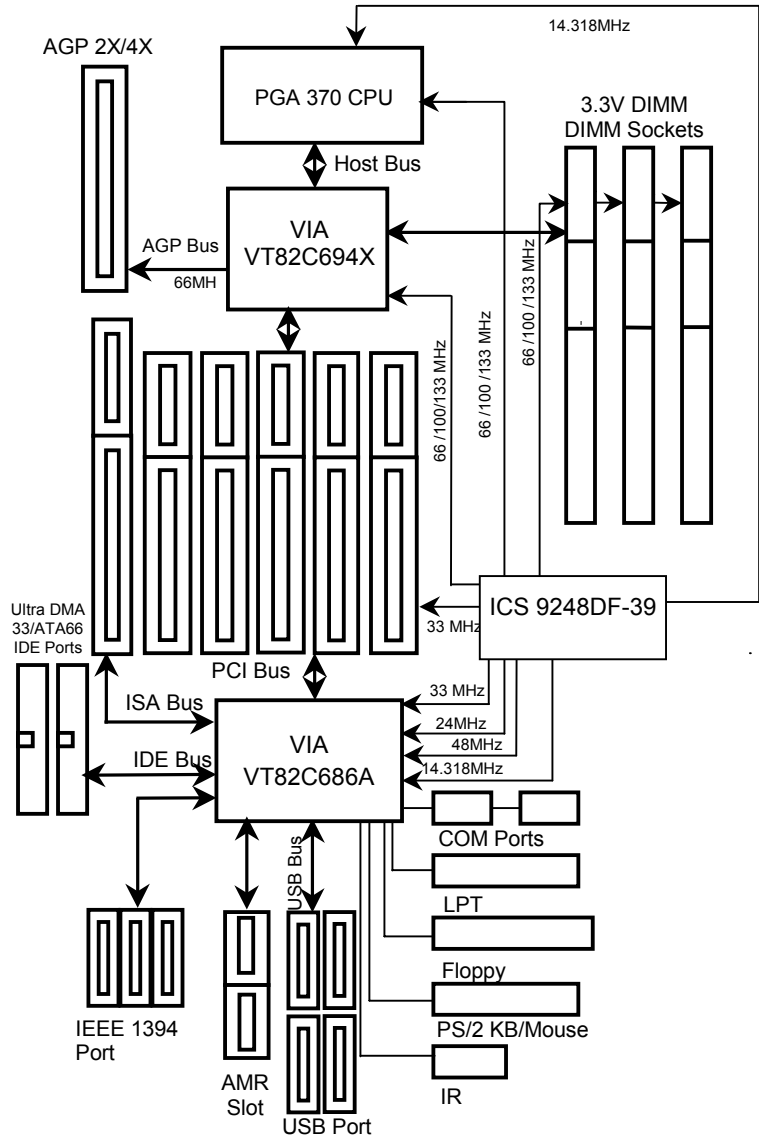 14.318MHz
AGP 2X/4X
PGA 370 CPU
3.3V DIMM
DIMM Sockets
Host Bus
VIA
VT82C694X
AGP Bus
66MH
66 /100/133 MHz
66 /100/133 MHz
66 /100 /133 MHz
Ultra DMA
33/ATA66
IDE Ports
ICS 9248DF-39
33 MHz
PCI Bus
ISA Bus
33 MHz
24MHz
48MHz
14.318MHz
VIA
VT82C686A
IDE Bus
USB Bus
COM Ports
LPT
Floppy
PS/2 KB/Mouse
IR
IEEE 1394
Port
AMR
Slot
USB Port